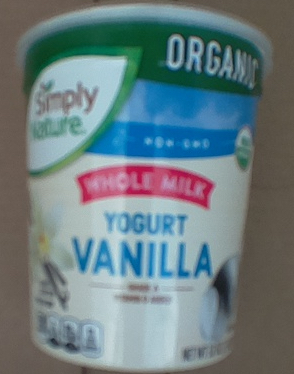 ORGANIC
Simply
Nature.
NON-GMO
WHOLE MILK
YOGURT
VANILLA